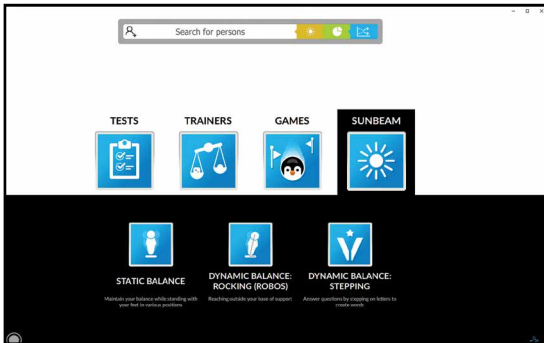 Search for persons
TESTS
TRAINERS
GAMES
SUNBEAM
STATIC BALANCE
Maintain your balance while standing with
your feet in various positions
DYNAMIC BALANCE:
ROCKING (ROBOS)
Reaching outside your base of support
DYNAMIC BALANCE:
STEPPING
Answer questions by stepping on letters to
create words